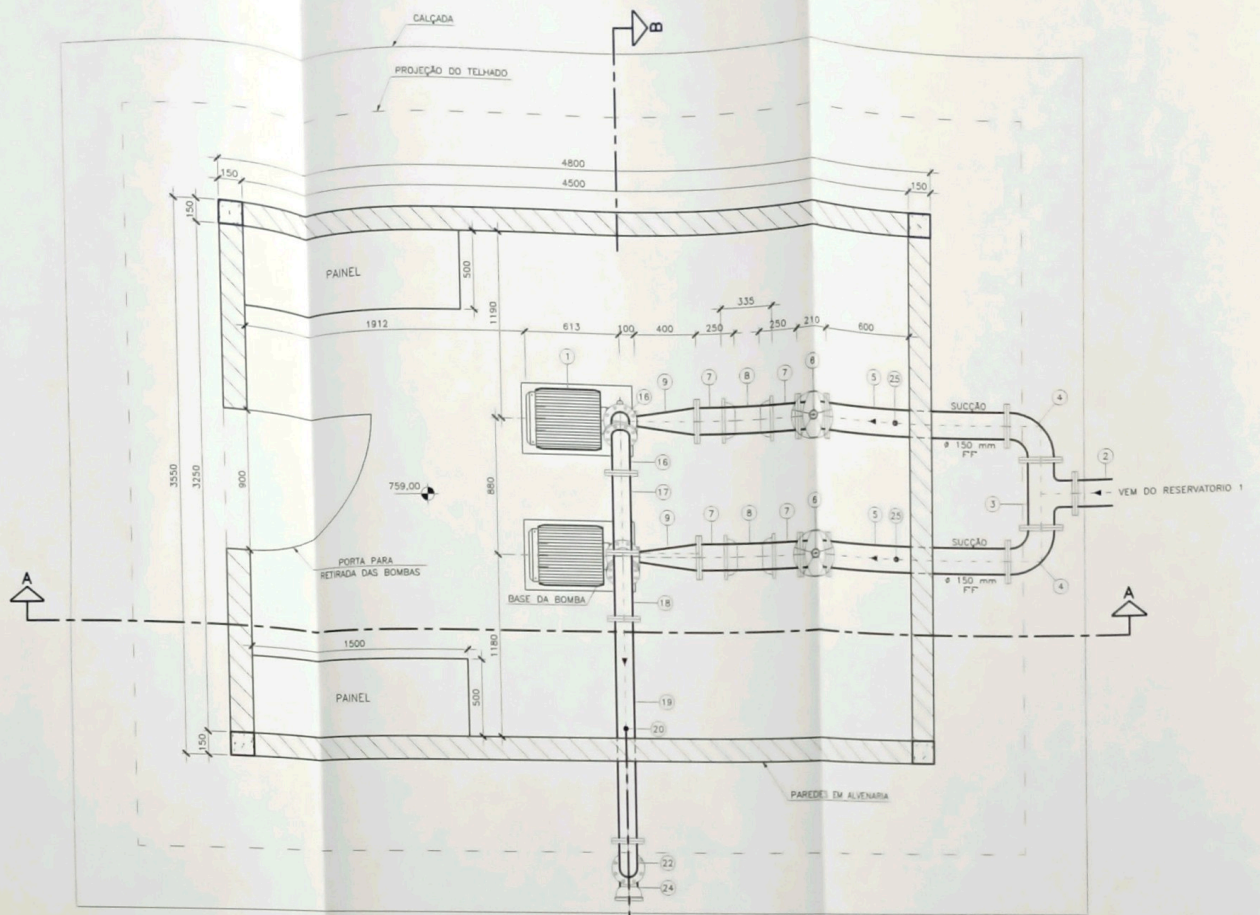 CALÇADA
B
PROJEÇÃO DO TELHADO
4800
150
4500
150
150
PAINEL
500
1190
335
1912
613
100
400
250
250
210
600
1
16
9
7
8
7
6
5
25
SUCÇÃO
4
Ø 150 mm
FF
3550
3250
900
759,00
880
16
17
2
VEM DO RESERVATÓRIO 1
3
9
7
8
7
6
5
25
SUCÇÃO
4
Ø 150 mm
FF
PORTA PARA
RETIRADA DAS BOMBAS
BASE DA BOMBA
18
A
A
1500
1180
PAINEL
500
19
20
150
PAREDES EM ALVENARIA
22
24